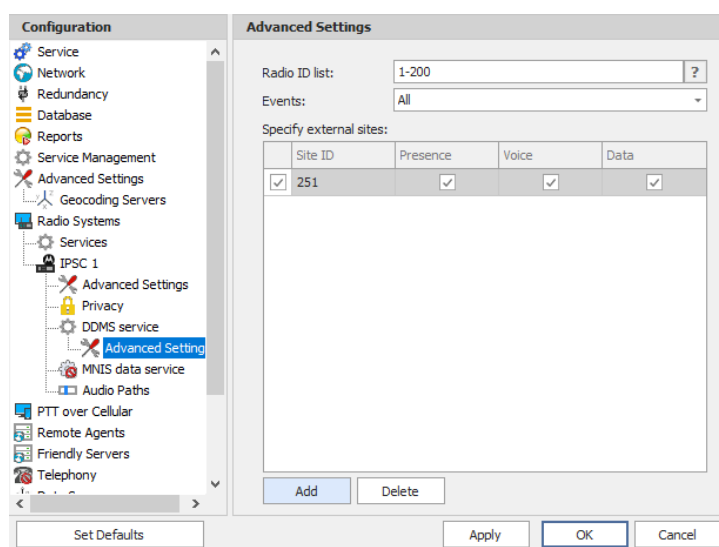 Configuration
Service
Network
Redundancy
Database
Reports
Service Management
Advanced Settings
Geocoding Servers
Radio Systems
Services
IPSC 1
Advanced Settings
Privacy
DDMS service
Advanced Setting
MNIS data service
Audio Paths
PTT over Cellular
Remote Agents
Friendly Servers
Telephony
Set Defaults
Advanced Settings
Radio ID list: 1-200 ?
Events: All
Specify external sites:
Site ID Presence Voice Data
251
Add Delete
Apply OK Cancel